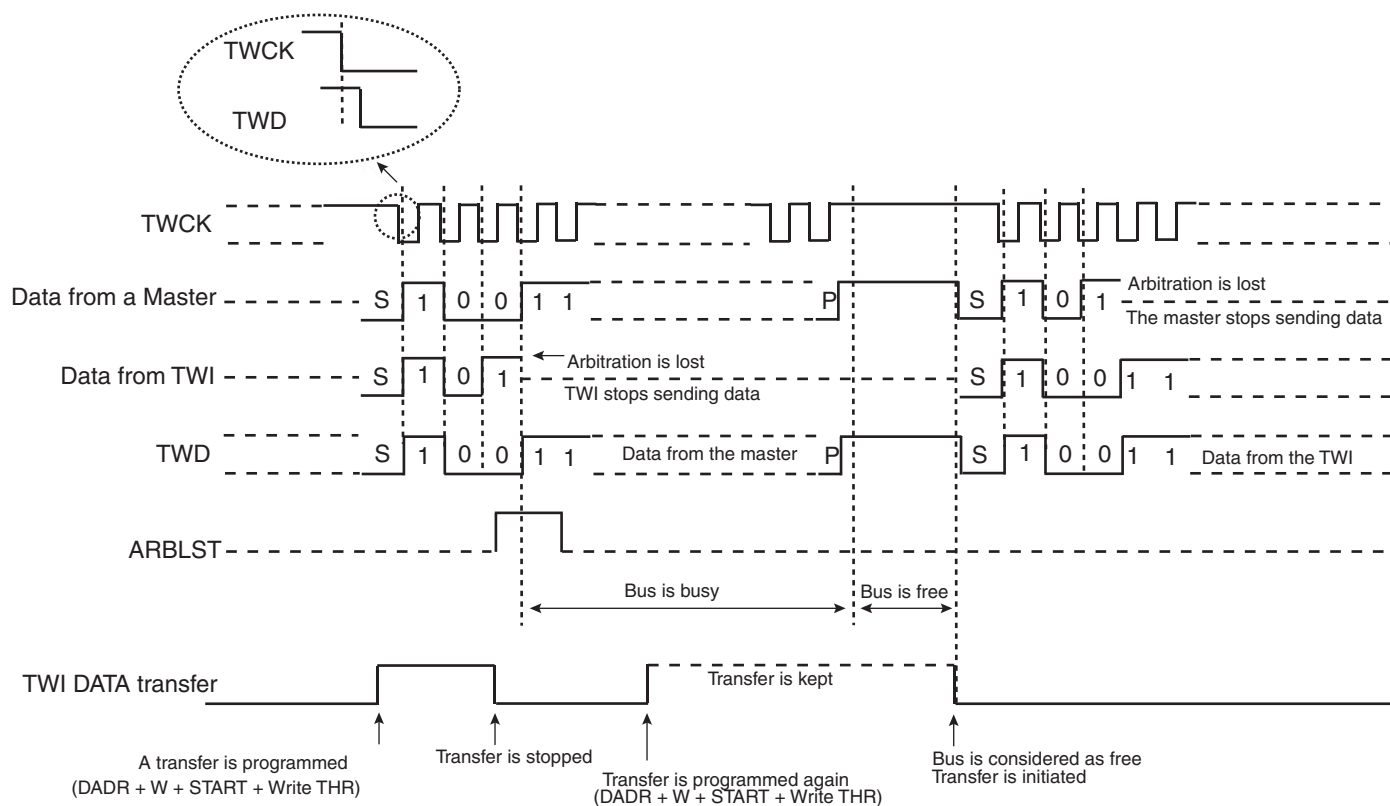 TWCK
TWD
TWCK
Data from a Master
S 1 0 0 1 1
P
S 1 0 1
Arbitration is lost
The master stops sending data
Data from TWI
S 1 0 1
Arbitration is lost
TWI stops sending data
S 1 0 0 1 1
TWD
S 1 0 0 1 1
Data from the master
P
S 1 0 0 1 1
Data from the TWI
ARBLST
Bus is busy
Bus is free
TWI DATA transfer
Transfer is kept
A transfer is programmed
(DADR + W + START + Write THR)
Transfer is stopped
Transfer is programmed again
(DADR + W + START + Write THR)
Bus is considered as free
Transfer is initiated